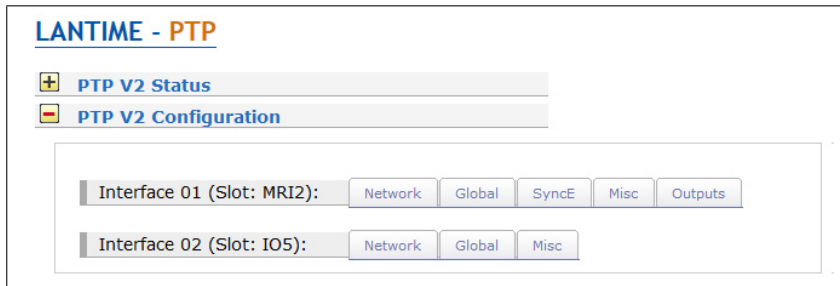 LANTIME - PTP
PTP V2 Status
PTP V2 Configuration
Interface 01 (Slot: MRI2): Network Global SyncE Misc Outputs
Interface 02 (Slot: IO5): Network Global Misc